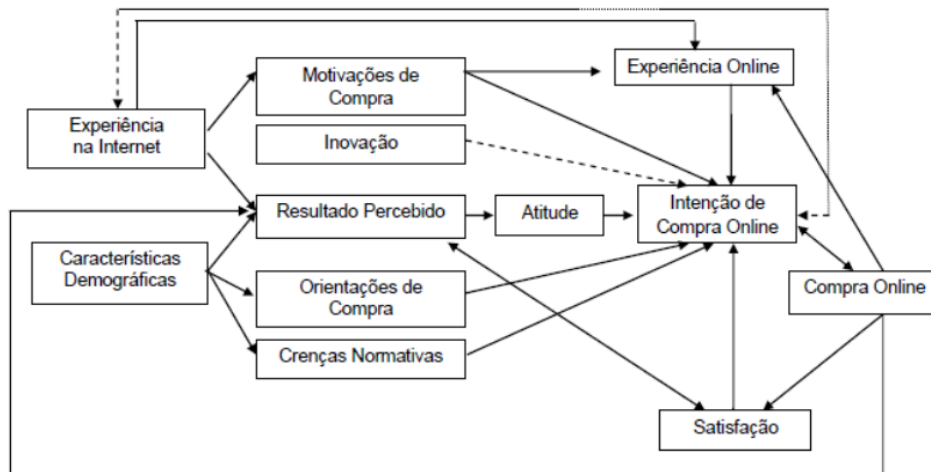 Motivações de
Compra
Experiência Online
Experiência
na Internet
Inovação
Resultado Percebido
Atitude
Intenção de
Compra Online
Características
Demográficas
Orientações de
Compra
Compra Online
Crenças Normativas
Satisfação